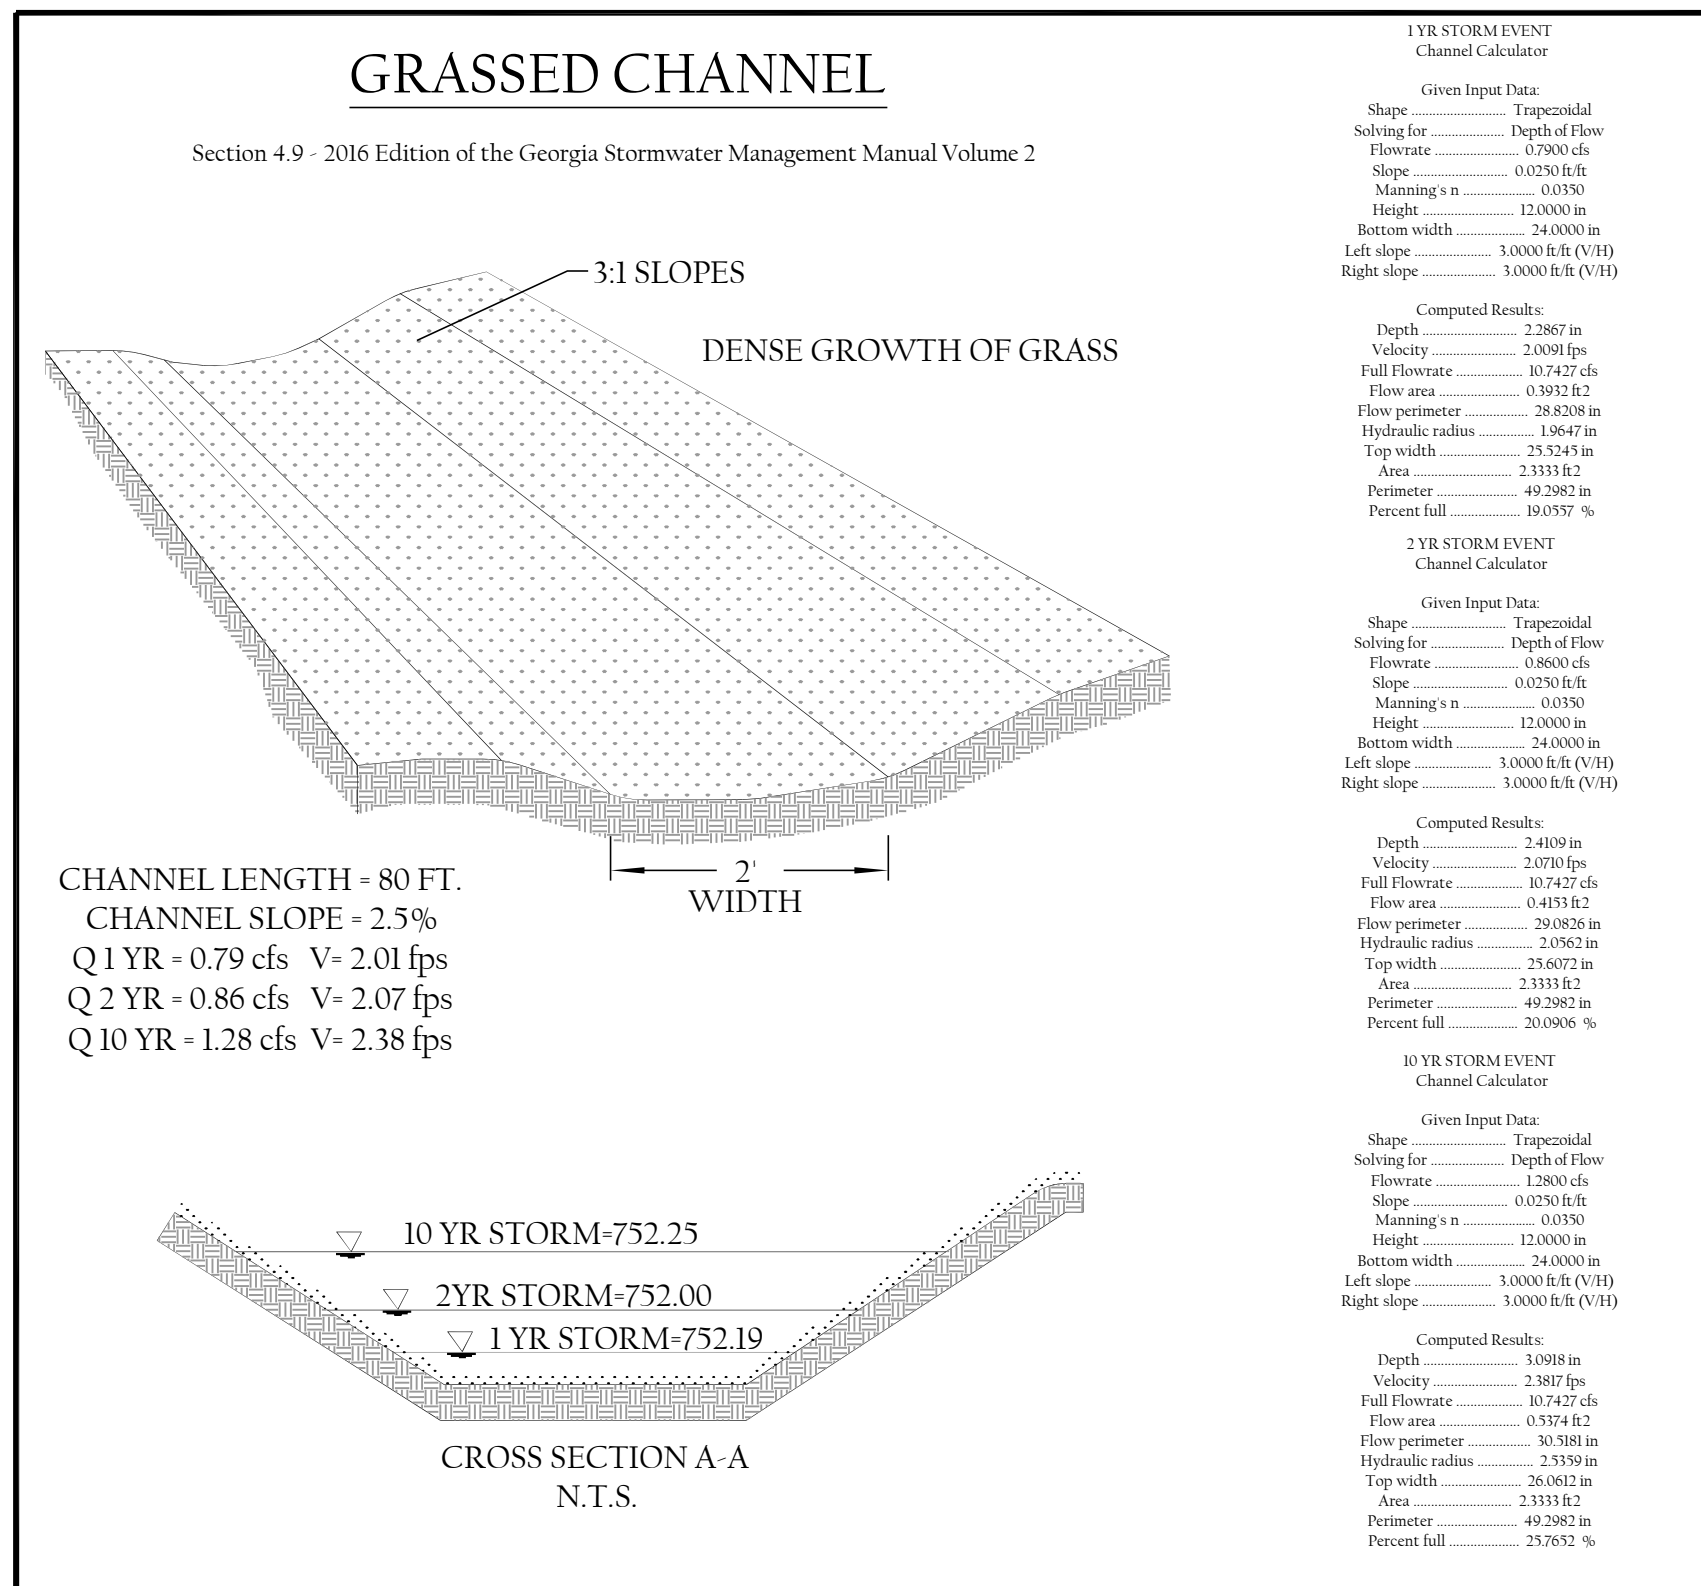 GRASSED CHANNEL
Section 4.9 - 2016 Edition of the Georgia Stormwater Management Manual Volume 2
3:1 SLOPES
DENSE GROWTH OF GRASS
2'
WIDTH
CHANNEL LENGTH = 80 FT.
CHANNEL SLOPE = 2.5%
Q 1 YR = 0.79 cfs V= 2.01 fps
Q 2 YR = 0.86 cfs V= 2.07 fps
Q 10 YR = 1.28 cfs V= 2.38 fps
10 YR STORM=752.25
2YR STORM=752.00
1 YR STORM=752.19
CROSS SECTION A-A
N.T.S.
1 YR STORM EVENT
Channel Calculator
Given Input Data:
Shape ........................... Trapezoidal
Solving for ..................... Depth of Flow
Flowrate ........................ 0.7900 cfs
Slope ........................... 0.0250 ft/ft
Manning's n ..................... 0.0350
Height .......................... 12.0000 in
Bottom width .................... 24.0000 in
Left slope ...................... 3.0000 ft/ft (V/H)
Right slope ..................... 3.0000 ft/ft (V/H)
Computed Results:
Depth ........................... 2.2867 in
Velocity ........................ 2.0091 fps
Full Flowrate ................... 10.7427 cfs
Flow area ....................... 0.3932 ft2
Flow perimeter .................. 28.8208 in
Hydraulic radius ................ 1.9647 in
Top width ....................... 25.5245 in
Area ............................ 2.3333 ft2
Perimeter ....................... 49.2982 in
Percent full .................... 19.0557 %
2 YR STORM EVENT
Channel Calculator
Given Input Data:
Shape ........................... Trapezoidal
Solving for ..................... Depth of Flow
Flowrate ........................ 0.8600 cfs
Slope ........................... 0.0250 ft/ft
Manning's n ..................... 0.0350
Height .......................... 12.0000 in
Bottom width .................... 24.0000 in
Left slope ...................... 3.0000 ft/ft (V/H)
Right slope ..................... 3.0000 ft/ft (V/H)
Computed Results:
Depth ........................... 2.4109 in
Velocity ........................ 2.0710 fps
Full Flowrate ................... 10.7427 cfs
Flow area ....................... 0.4153 ft2
Flow perimeter .................. 29.0826 in
Hydraulic radius ................ 2.0562 in
Top width ....................... 25.6072 in
Area ............................ 2.3333 ft2
Perimeter ....................... 49.2982 in
Percent full .................... 20.0906 %
10 YR STORM EVENT
Channel Calculator
Given Input Data:
Shape ........................... Trapezoidal
Solving for ..................... Depth of Flow
Flowrate ........................ 1.2800 cfs
Slope ........................... 0.0250 ft/ft
Manning's n ..................... 0.0350
Height .......................... 12.0000 in
Bottom width .................... 24.0000 in
Left slope ...................... 3.0000 ft/ft (V/H)
Right slope ..................... 3.0000 ft/ft (V/H)
Computed Results:
Depth ........................... 3.0918 in
Velocity ........................ 2.3817 fps
Full Flowrate ................... 10.7427 cfs
Flow area ....................... 0.5374 ft2
Flow perimeter .................. 30.5181 in
Hydraulic radius ................ 2.5359 in
Top width ....................... 26.0612 in
Area ............................ 2.3333 ft2
Perimeter ....................... 49.2982 in
Percent full .................... 25.7652 %